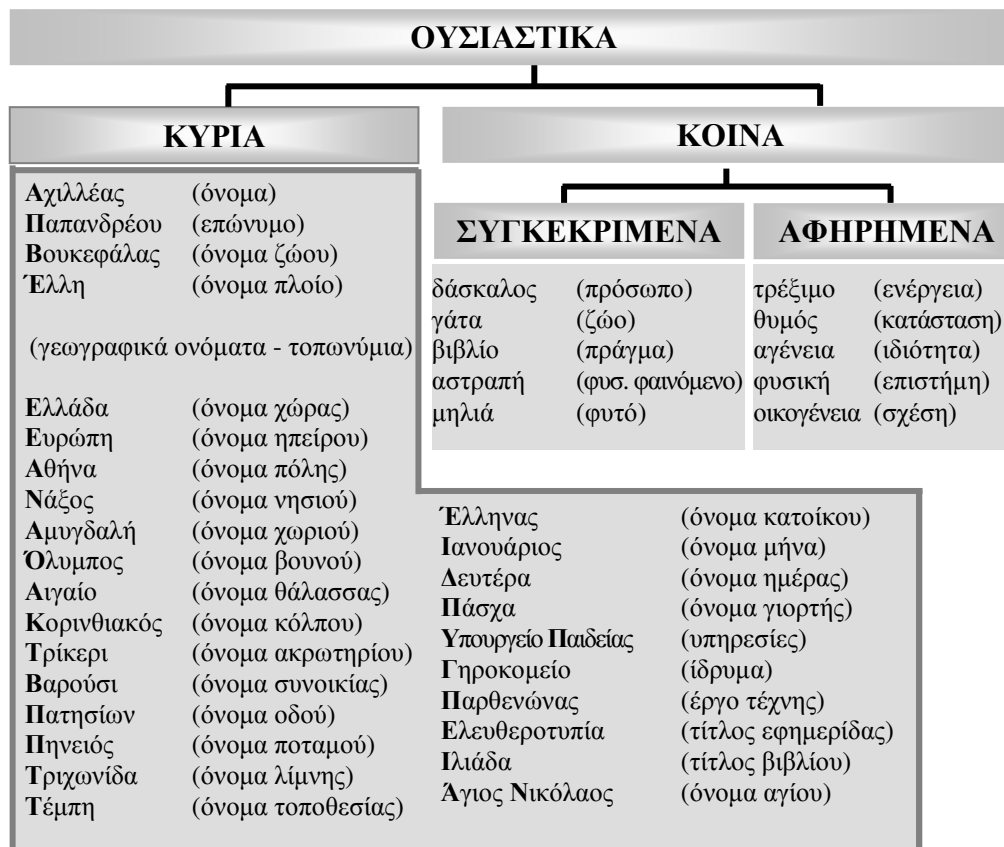 ΟΥΣΙΑΣΤΙΚΑ
ΚΥΡΙΑ
Αχιλλέας (όνομα)
Παπανδρέου (επώνυμο)
Βουκεφάλας (όνομα ζώου)
Έλλη (όνομα πλοίο)
(γεωγραφικά ονόματα - τοπωνύμια)
Ελλάδα (όνομα χώρας)
Ευρώπη (όνομα ηπείρου)
Αθήνα (όνομα πόλης)
Νάξος (όνομα νησιού)
Αμυγδαλή (όνομα χωριού)
Όλυμπος (όνομα βουνού)
Αιγαίο (όνομα θάλασσας)
Κορινθιακός (όνομα κόλπου)
Τρίκερι (όνομα ακρωτηρίου)
Βαρούσι (όνομα συνοικίας)
Πατησίων (όνομα οδού)
Πηνειός (όνομα ποταμού)
Τριχωνίδα (όνομα λίμνης)
Τέμπη (όνομα τοποθεσίας)
Έλληνας (όνομα κατοίκου)
Ιανουάριος (όνομα μήνα)
Δευτέρα (όνομα ημέρας)
Πάσχα (όνομα γιορτής)
Υπουργείο Παιδείας (υπηρεσίες)
Γηροκομείο (ίδρυμα)
Παρθενώνας (έργο τέχνης)
Ελευθεροτυπία (τίτλος εφημερίδας)
Ιλιάδα (τίτλος βιβλίου)
Άγιος Νικόλαος (όνομα αγίου)
ΚΟΙΝΑ
ΣΥΓΚΕΚΡΙΜΕΝΑ
δάσκαλος (πρόσωπο)
γάτα (ζώο)
βιβλίο (πράγμα)
αστραπή (φυσ. φαινόμενο)
μηλιά (φυτό)
ΑΦΗΡΗΜΕΝΑ
τρέξιμο (ενέργεια)
θυμός (κατάσταση)
αγένεια (ιδιότητα)
φυσική (επιστήμη)
οικογένεια (σχέση)